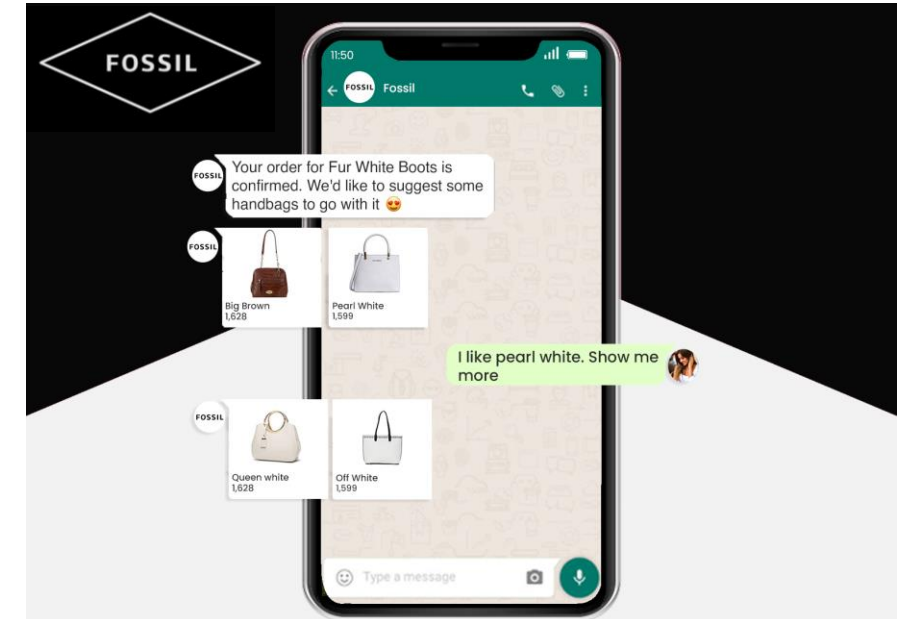 FOSSIL
11:50
FOSSIL
Fossil
FOSSIL
Your order for Fur White Boots is
confirmed. We'd like to suggest some
handbags to go with it 😍
FOSSIL
Big Brown
1,628
Pearl White
1,599
I like pearl white. Show me
more
FOSSIL
Queen white
1,628
Off White
1,599
Type a message